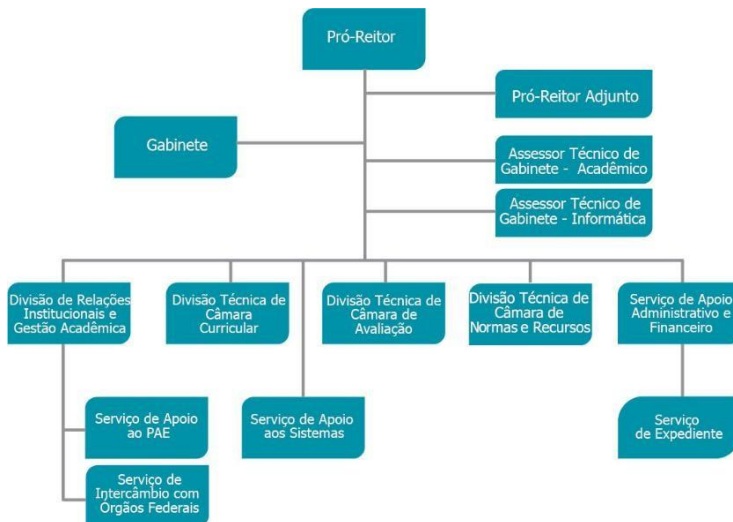 Pró-Reitor
Pró-Reitor Adjunto
Gabinete
Assessor Técnico de
Gabinete - Acadêmico
Assessor Técnico de
Gabinete - Informática
Divisão de Relações
Institucionais e
Gestão Acadêmica
Divisão Técnica de
Câmara
Curricular
Divisão Técnica de
Câmara de
Avaliação
Divisão Técnica de
Câmara de
Normas e Recursos
Serviço de Apoio
Administrativo e
Financeiro
Serviço de Apoio
ao PAE
Serviço de Apoio
aos Sistemas
Serviço
de Expediente
Serviço de
Intercâmbio com
Órgãos Federais